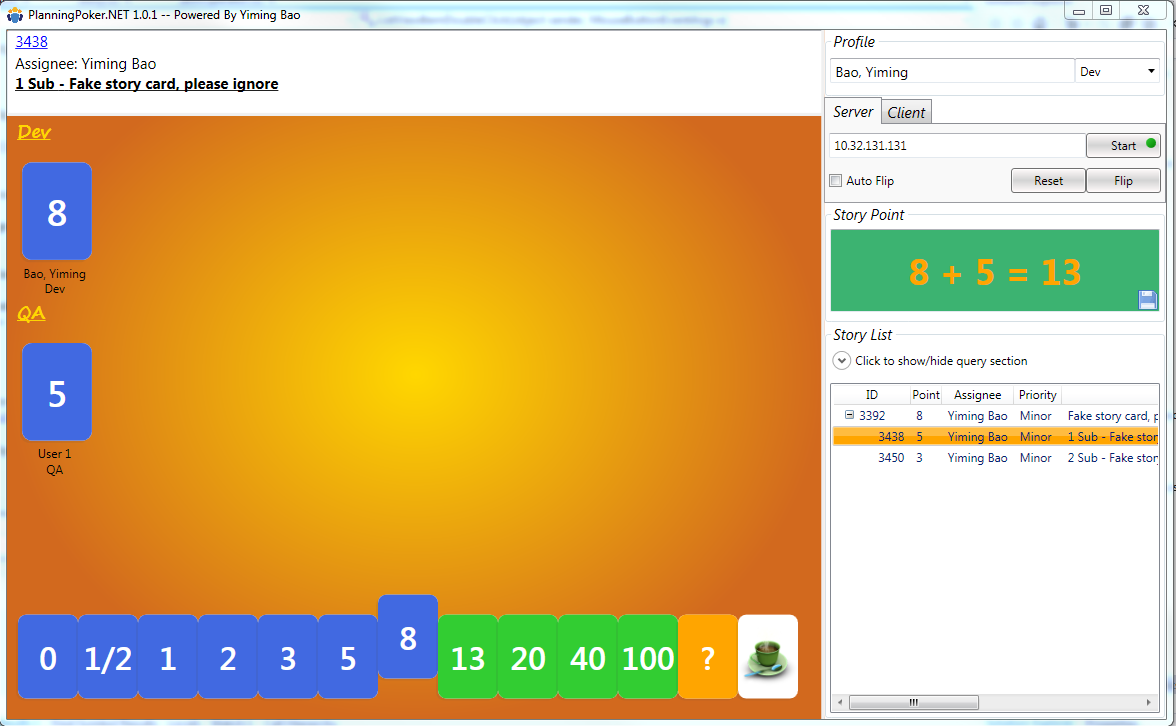 PlanningPoker.NET 1.0.1 -- Powered By Yiming Bao
3438
Assignee: Yiming Bao
1 Sub - Fake story card, please ignore
Dev
8
Bao, Yiming
Dev
QA
5
User 1
QA
0 1/2 1 2 3 5 8 13 20 40 100 ?
Profile
Bao, Yiming Dev
Server Client
10.32.131.131 Start
Auto Flip Reset Flip
Story Point
8 + 5 = 13
Story List
Click to show/hide query section
ID Point Assignee Priority
3392 8 Yiming Bao Minor Fake story card, p
3438 5 Yiming Bao Minor 1 Sub - Fake stor
3450 3 Yiming Bao Minor 2 Sub - Fake stor